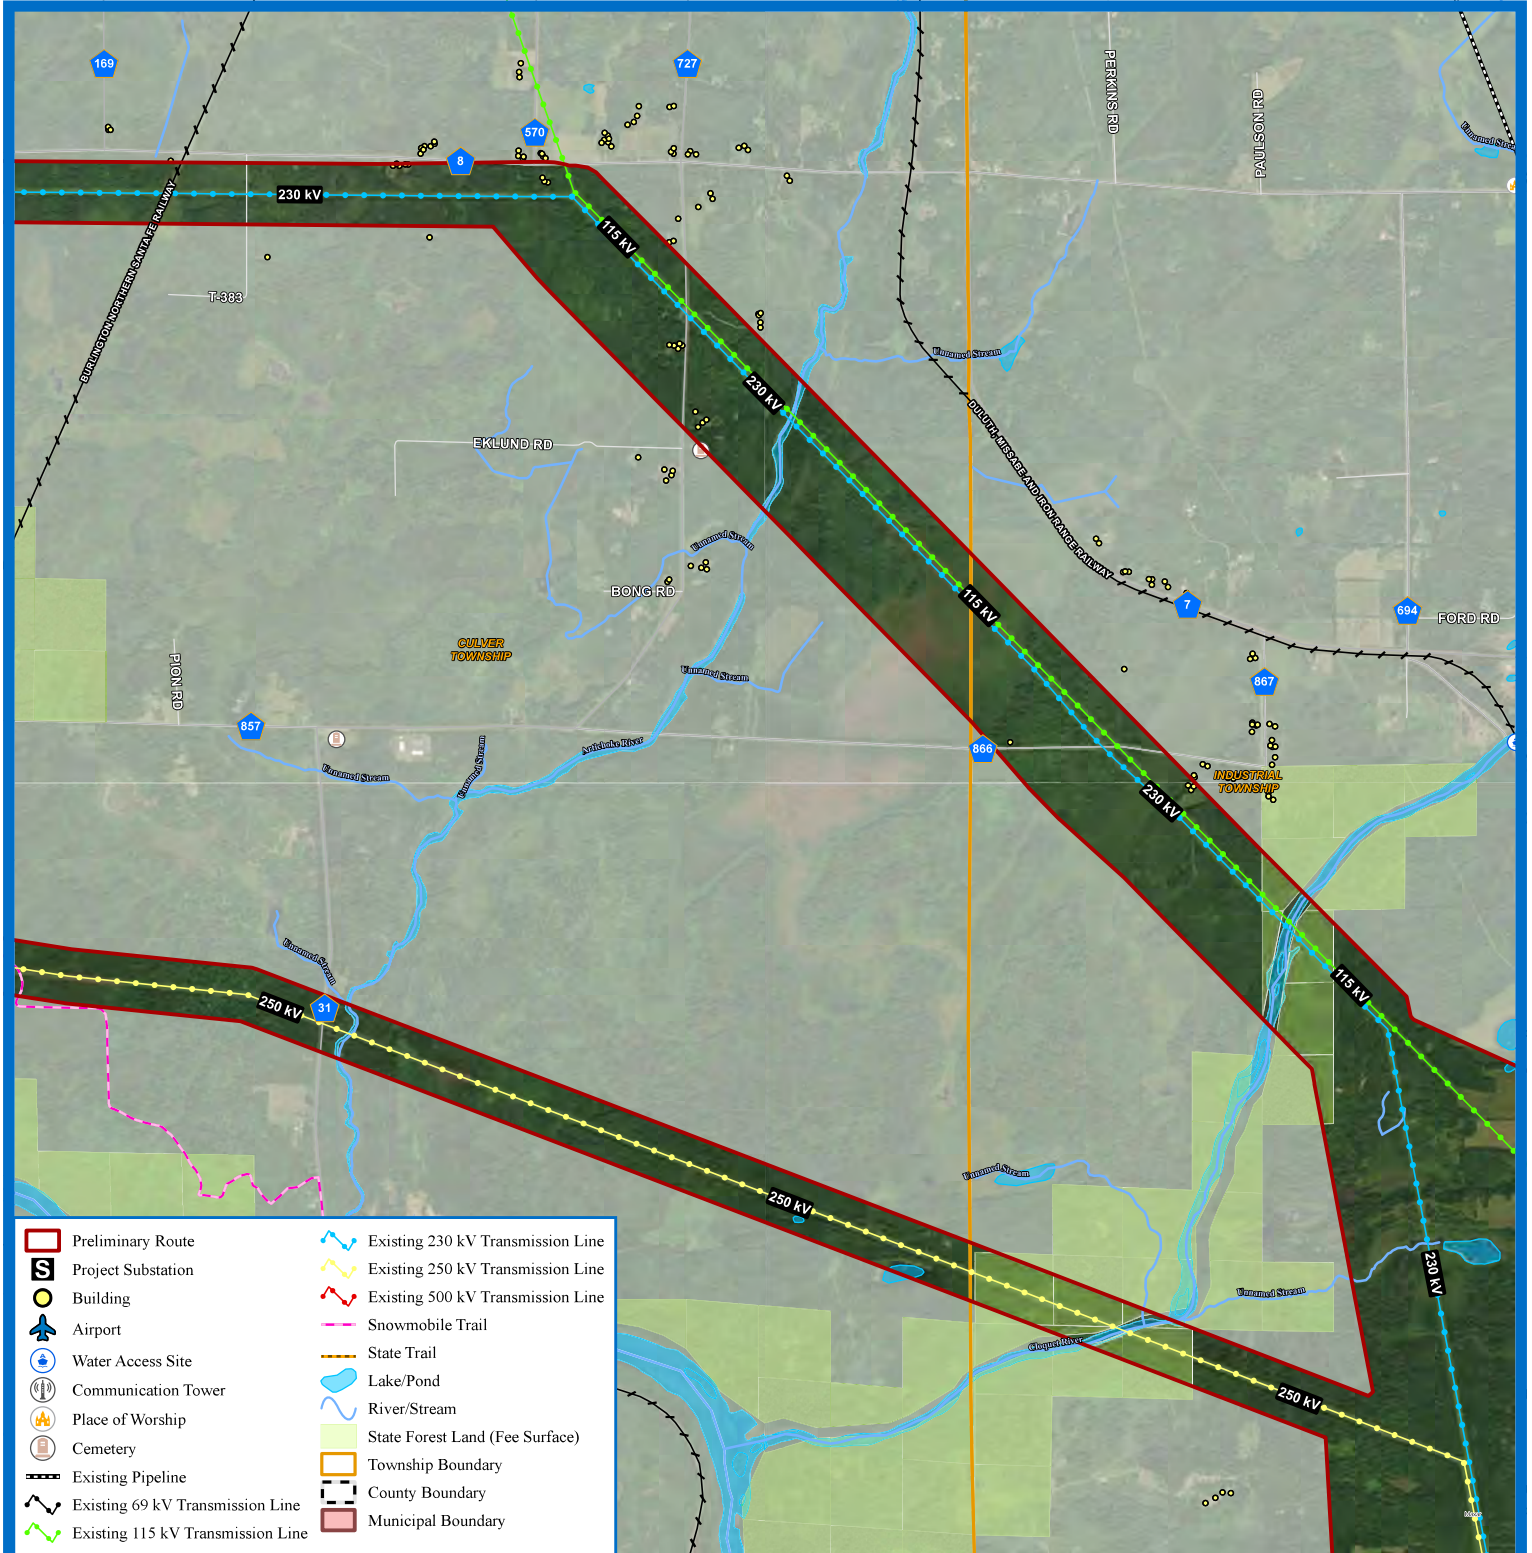 169
727
570
8
PERKINS RD
PAULSON RD
Unnamed Stream
230 kV
115 kV
BURLINGTON NORTHERN SANTA FE RAILWAY
T-383
230 kV
Unnamed Stream
EKLUND RD
DULUTH, MISSABE AND IRON RANGE RAILWAY
Unnamed Stream
BONG RD
115 kV
7
694
FORD RD
CULVER
TOWNSHIP
PION RD
Unnamed Stream
867
857
Artichoke River
866
Unnamed Stream
Unnamed Stream
INDUSTRIAL
TOWNSHIP
230 kV
Unnamed Stream
115 kV
250 kV
31
Unnamed Stream
250 kV
230 kV
Unnamed Stream
Cloquet River
250 kV
Preliminary Route
S
Project Substation
Building
Airport
Water Access Site
Communication Tower
Place of Worship
Cemetery
Existing Pipeline
Existing 69 kV Transmission Line
Existing 115 kV Transmission Line
Existing 230 kV Transmission Line
Existing 250 kV Transmission Line
Existing 500 kV Transmission Line
Snowmobile Trail
State Trail
Lake/Pond
River/Stream
State Forest Land (Fee Surface)
Township Boundary
County Boundary
Municipal Boundary